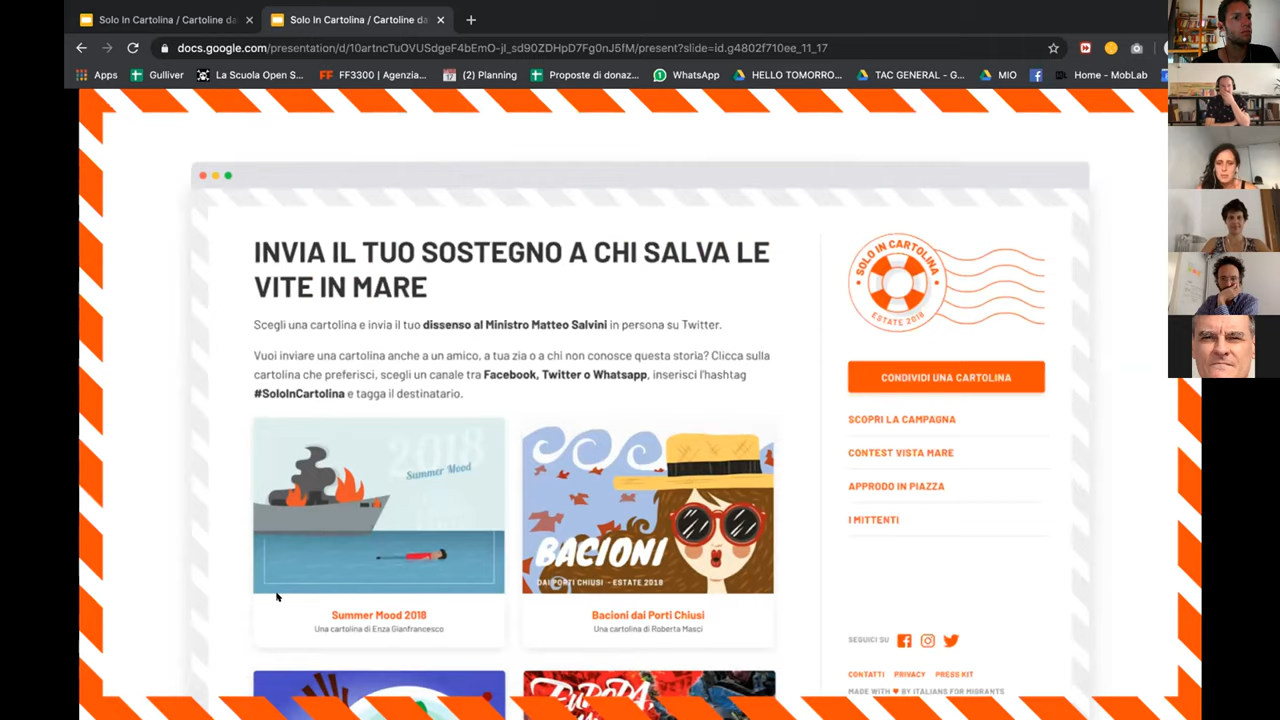 Solo In Cartolina / Cartoline da
Solo In Cartolina / Cartoline da
docs.google.com/presentation/d/10artncTuOVUSdgeF4bEmO-jI_sd90ZDHpD7Fg0nJ5fM/present?slide=id.g4802f710ee_11_17
Apps Gulliver La Scuola Open S... FF3300 | Agenzia... (2) Planning Proposte di donaz... WhatsApp HELLO TOMORRO... TAC GENERAL - G... MIO Home - MobLab
INVIA IL TUO SOSTEGNO A CHI SALVA LE
VITE IN MARE
Scegli una cartolina e invia il tuo dissenso al Ministro Matteo Salvini in persona su Twitter.
Vuoi inviare una cartolina anche a un amico, a tua zia o a chi non conosce questa storia? Clicca sulla
cartolina che preferisci, scegli un canale tra Facebook, Twitter o Whatsapp, inserisci l'hashtag
#SoloInCartolina e tagga il destinatario.
2018
Summer Mood
Summer Mood 2018
Una cartolina di Enza Gianfrancesco
BACIONI
DAI PORTI CHIUSI - ESTATE 2018
Bacioni dai Porti Chiusi
Una cartolina di Roberta Masci
SOLO IN CARTOLINA
ESTATE 2018
CONDIVIDI UNA CARTOLINA
SCOPRI LA CAMPAGNA
CONTEST VISTA MARE
APPRODO IN PIAZZA
I MITTENTI
SEGUICI SU
CONTATTI PRIVACY PRESS KIT
MADE WITH ♥ BY ITALIANS FOR MIGRANTS